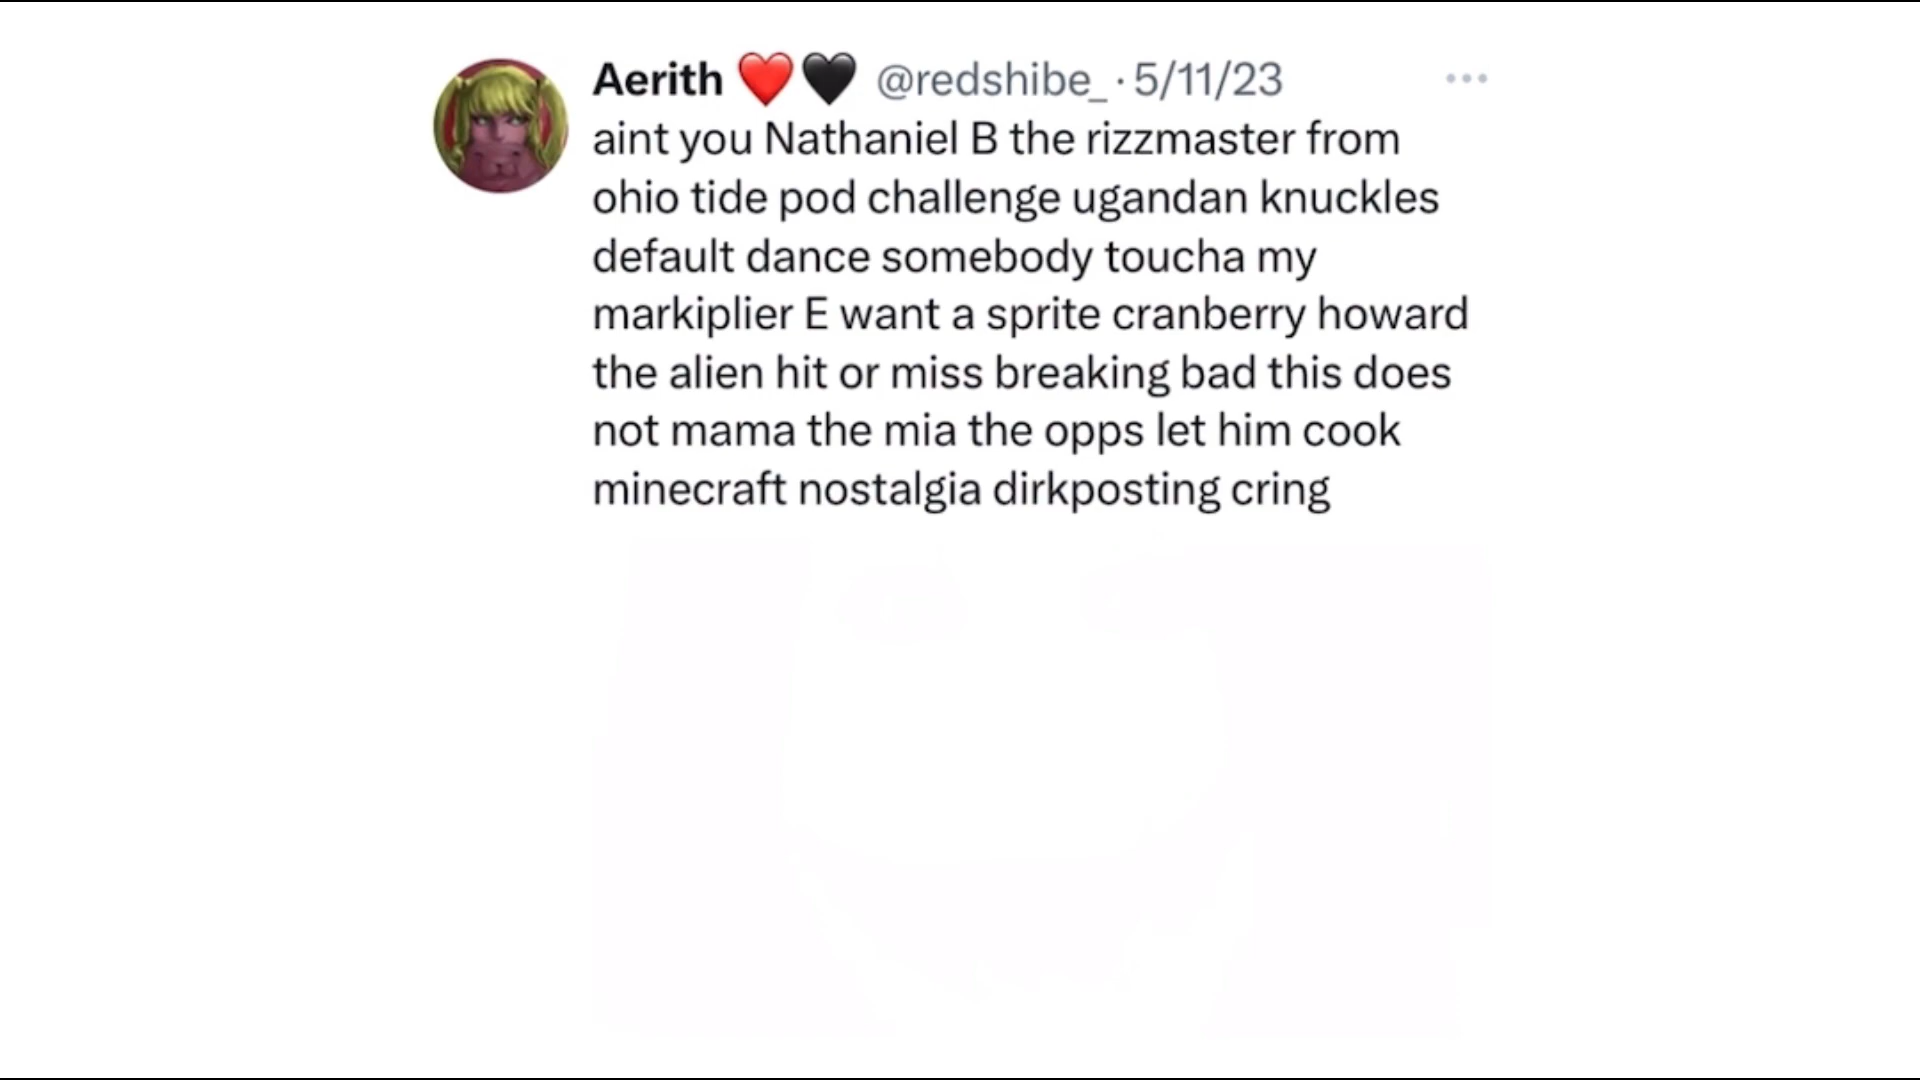 Aerith ❤️🖤 @redshibe_ · 5/11/23
aint you Nathaniel B the rizzmaster from
ohio tide pod challenge ugandan knuckles
default dance somebody toucha my
markiplier E want a sprite cranberry howard
the alien hit or miss breaking bad this does
not mama the mia the opps let him cook
minecraft nostalgia dirkposting cring